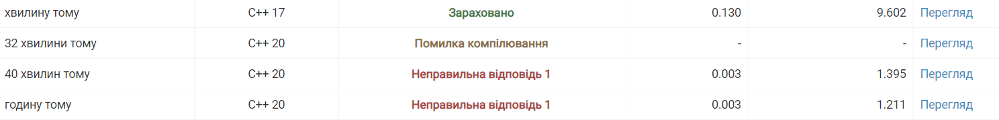 хвилину тому C++ 17 Зараховано 0.130 9.602 Перегляд
32 хвилини тому C++ 20 Помилка компілювання - - Перегляд
40 хвилин тому C++ 20 Неправильна відповідь 1 0.003 1.395 Перегляд
годину тому C++ 20 Неправильна відповідь 1 0.003 1.211 Перегляд